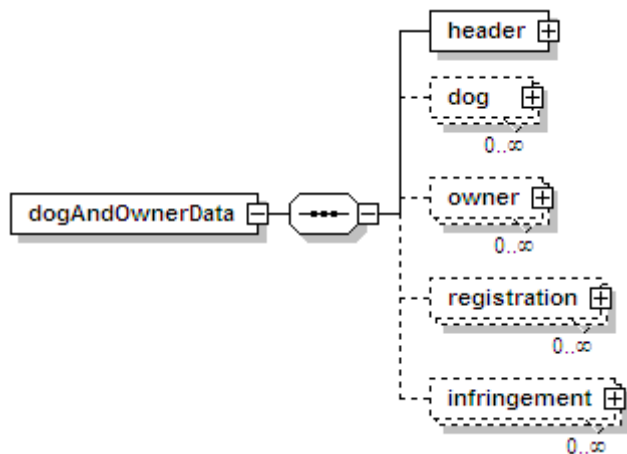 header
dog
0..∞
owner
0..∞
dogAndOwnerData
registration
0..∞
infringement
0..∞